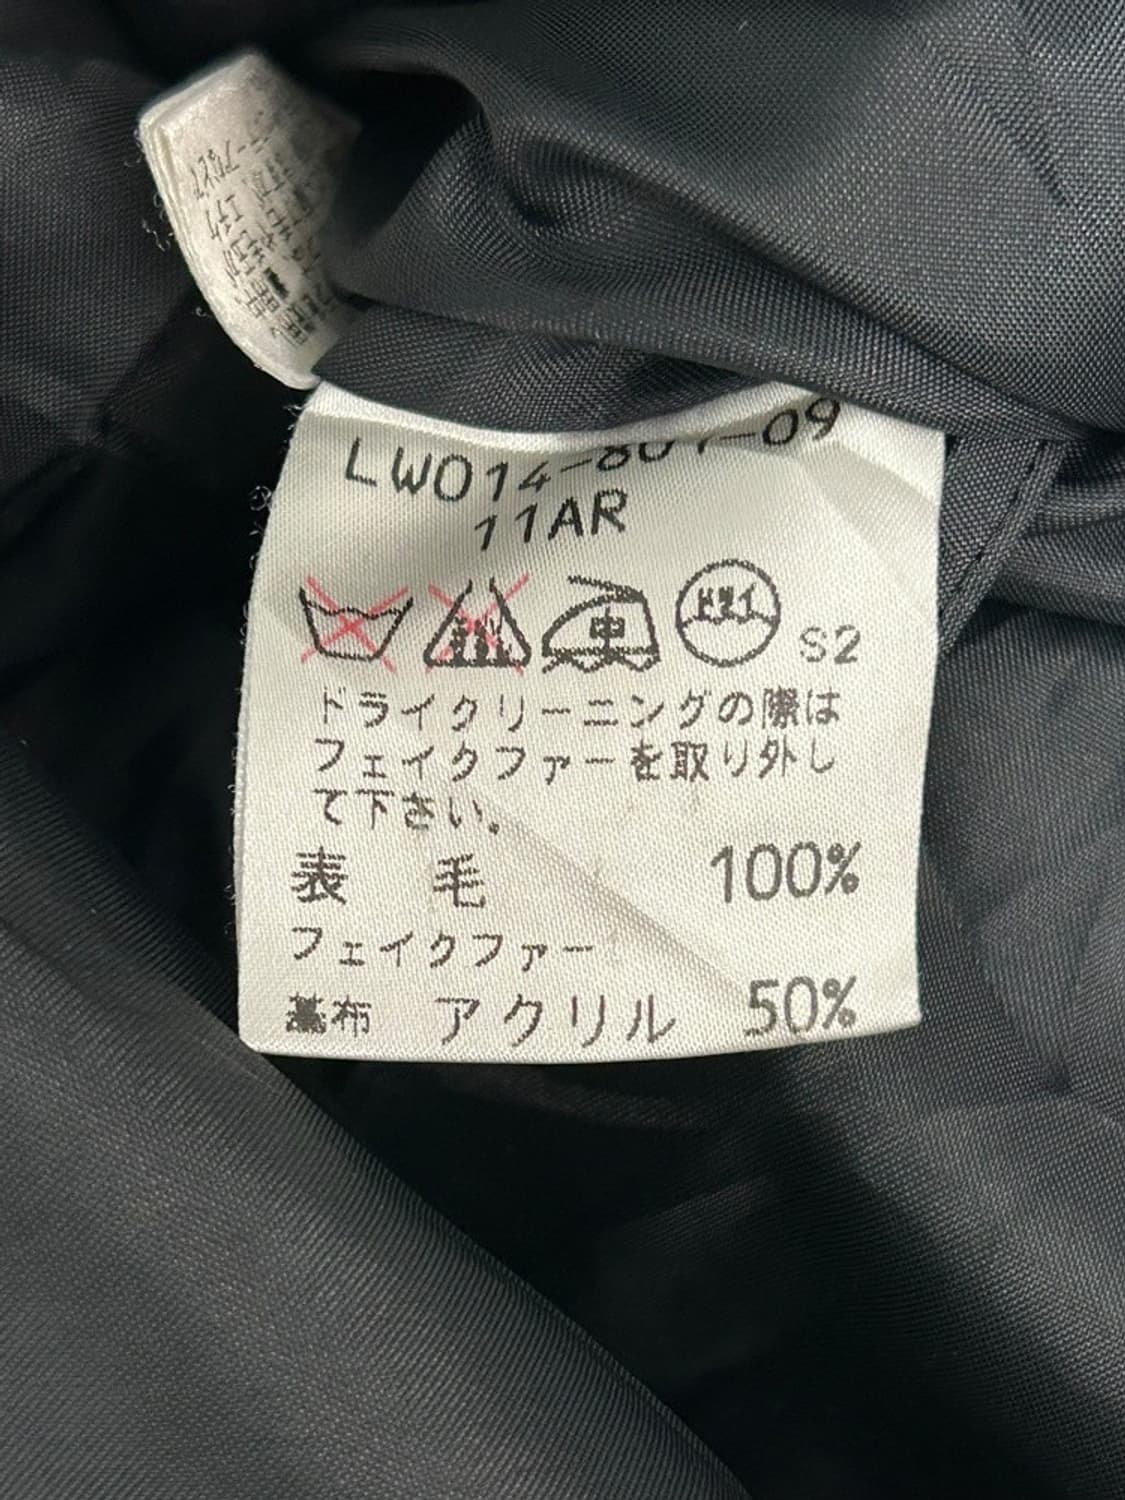 LW014-801-09
11AR
中 ドライ S2
ドライクリーニングの際は
フェイクファーを取り外し
て下さい。
表 毛 100%
フェイクファー
基布 アクリル 50%